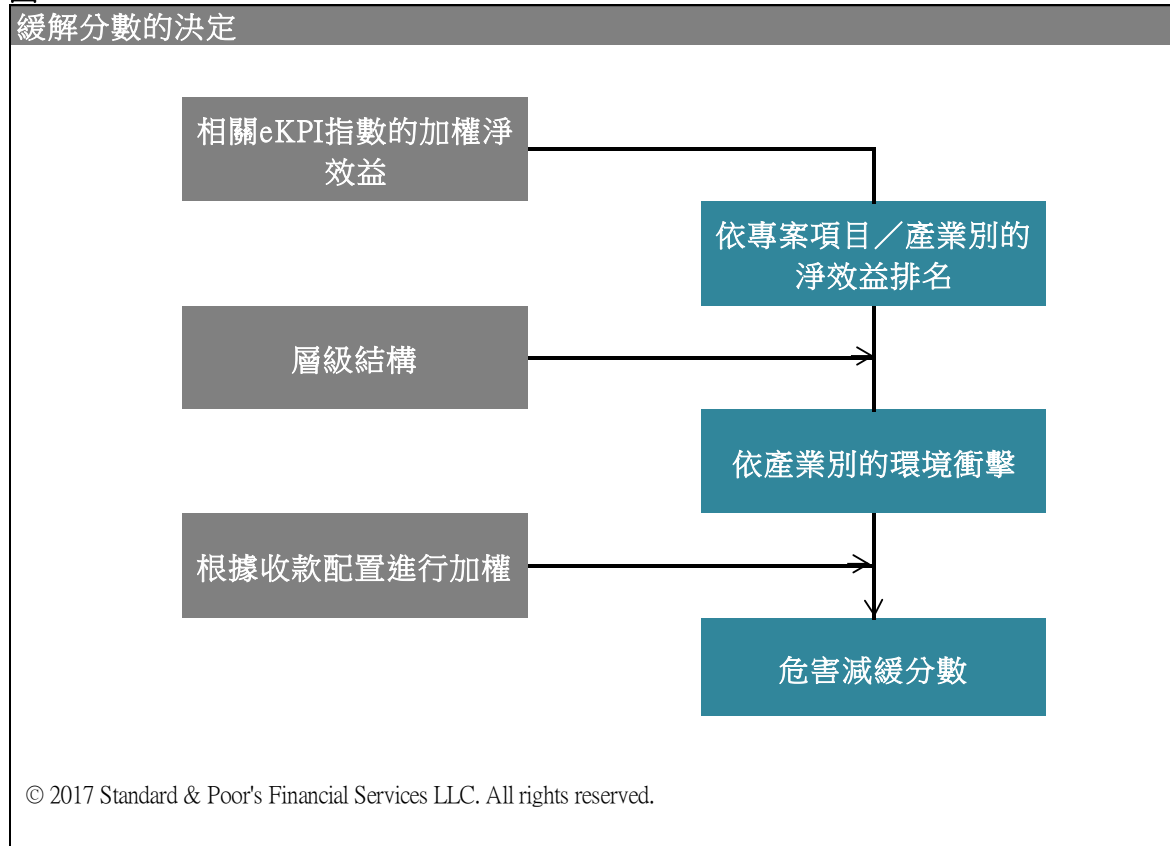 緩解分數的決定
相關eKPI指數的加權淨
效益
依專案項目／產業別的
淨效益排名
層級結構
依產業別的環境衝擊
根據收款配置進行加權
危害減緩分數
© 2017 Standard & Poor's Financial Services LLC. All rights reserved.